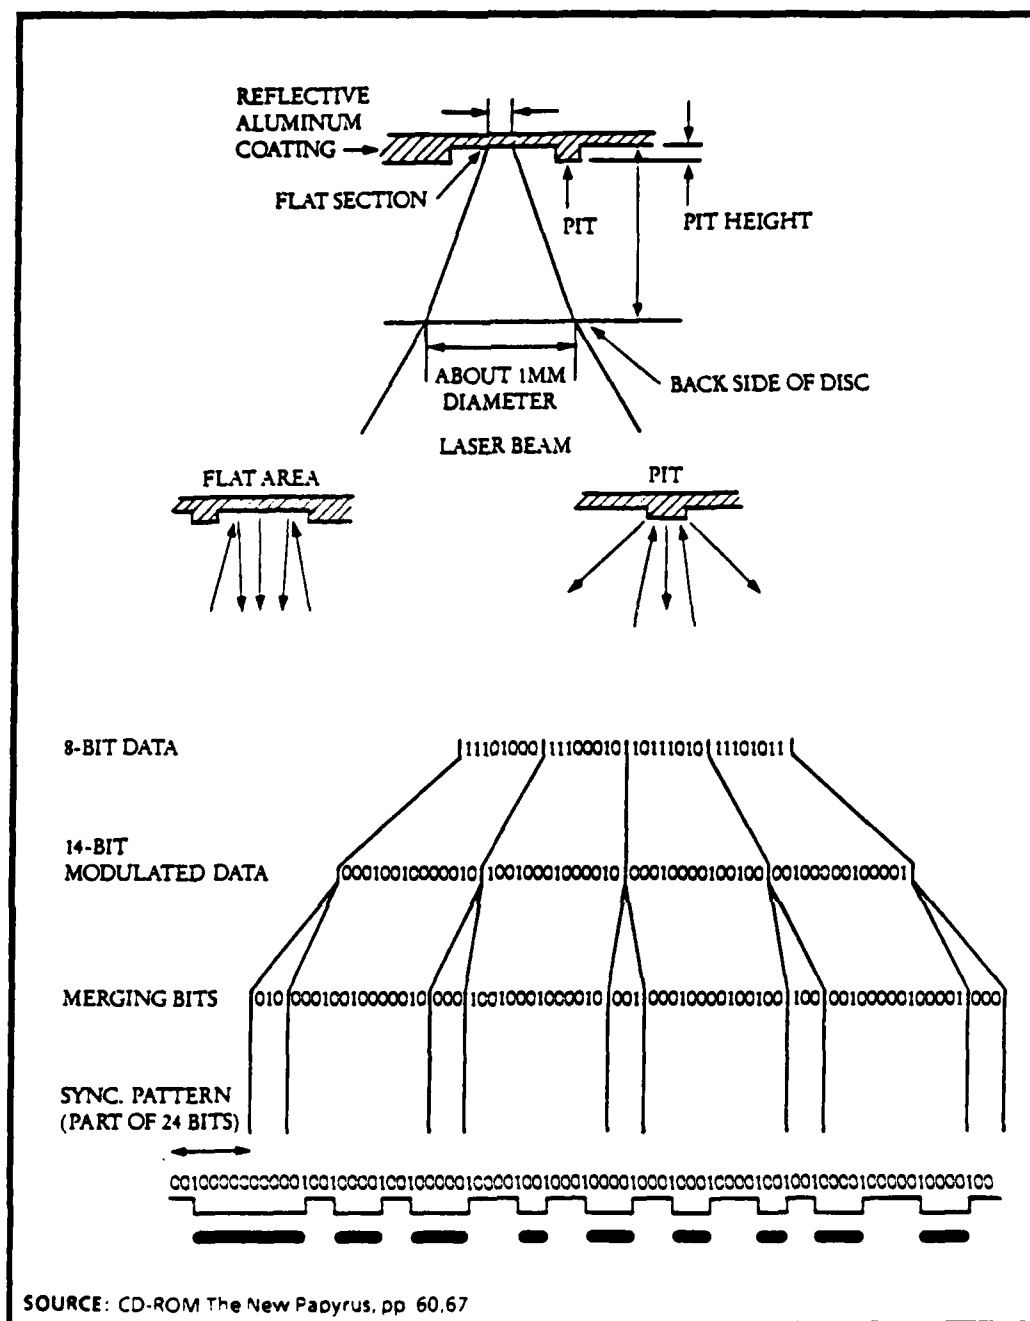 REFLECTIVE
ALUMINUM
COATING
FLAT SECTION
PIT
PIT HEIGHT
ABOUT 1MM
DIAMETER
BACK SIDE OF DISC
LASER BEAM
FLAT AREA
PIT
8-BIT DATA
11101000 11100010 10111010 11101011
14-BIT
MODULATED DATA
00010010000010 10010001000010 00010000100100 00100000100001
MERGING BITS
010 00010010000010 000 10010001000010 001 00010000100100 100 00100000100001 000
SYNC. PATTERN
(PART OF 24 BITS)
001000000000010010000100100000100001001000100001000100010000100100100001000001000010 0
SOURCE: CD-ROM The New Papyrus, pp 60,67